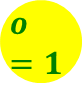 o
= 1